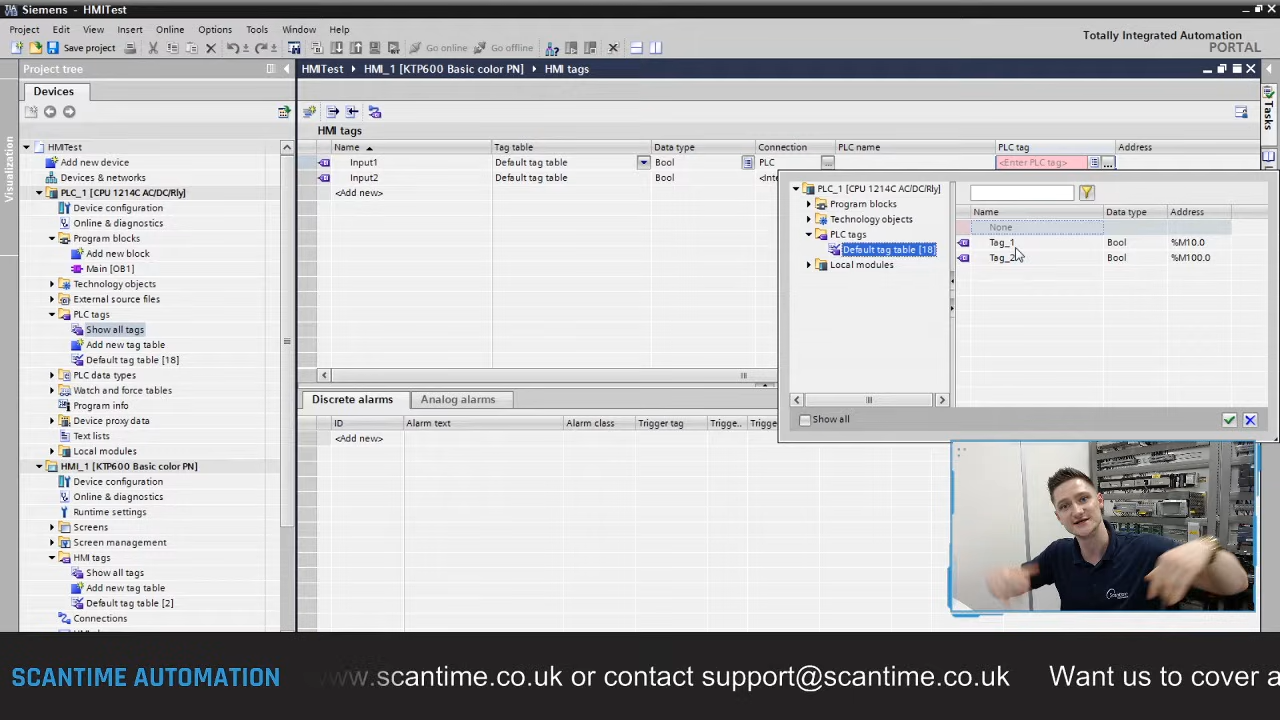 Siemens - HMITest
Project Edit View Insert Online Options Tools Window Help
Totally Integrated Automation
PORTAL
Save project
Go online
Go offline
Project tree
HMITest
HMI_1 [KTP600 Basic color PN]
HMI tags
Devices
Visualization
Tasks
HMITest
Add new device
Devices & networks
PLC_1 [CPU 1214C AC/DC/Rly]
Device configuration
Online & diagnostics
Program blocks
Add new block
Main [OB1]
Technology objects
External source files
PLC tags
Show all tags
Add new tag table
Default tag table [18]
PLC data types
Watch and force tables
Program info
Device proxy data
Text lists
Local modules
HMI_1 [KTP600 Basic color PN]
Device configuration
Online & diagnostics
Runtime settings
Screens
Screen management
HMI tags
Show all tags
Add new tag table
Default tag table [2]
Connections
HMI tags
Name Tag table Data type Connection PLC name PLC tag Address
Input1 Default tag table Bool PLC <Enter PLC tag>
Input2 Default tag table Bool
<Add new>
PLC_1 [CPU 1214C AC/DC/Rly]
Program blocks
Technology objects
PLC tags
Default tag table [18]
Local modules
Name Data type Address
None
Tag_1 Bool %M10.0
Tag_2 Bool %M100.0
Show all
Discrete alarms Analog alarms
ID Alarm text Alarm class Trigger tag Trigge..
<Add new>
SCANTIME AUTOMATION
www.scantime.co.uk or contact support@scantime.co.uk
Want us to cover a